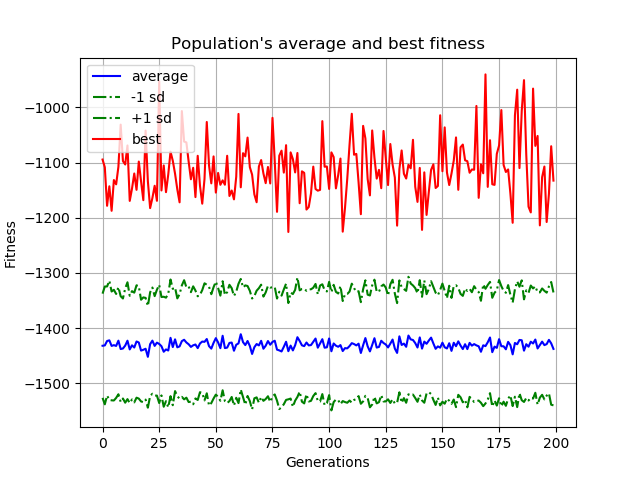 Population's average and best fitness
average
-1 sd
+1 sd
best
Fitness
−1000
−1100
−1200
−1300
−1400
−1500
0 25 50 75 100 125 150 175 200
Generations